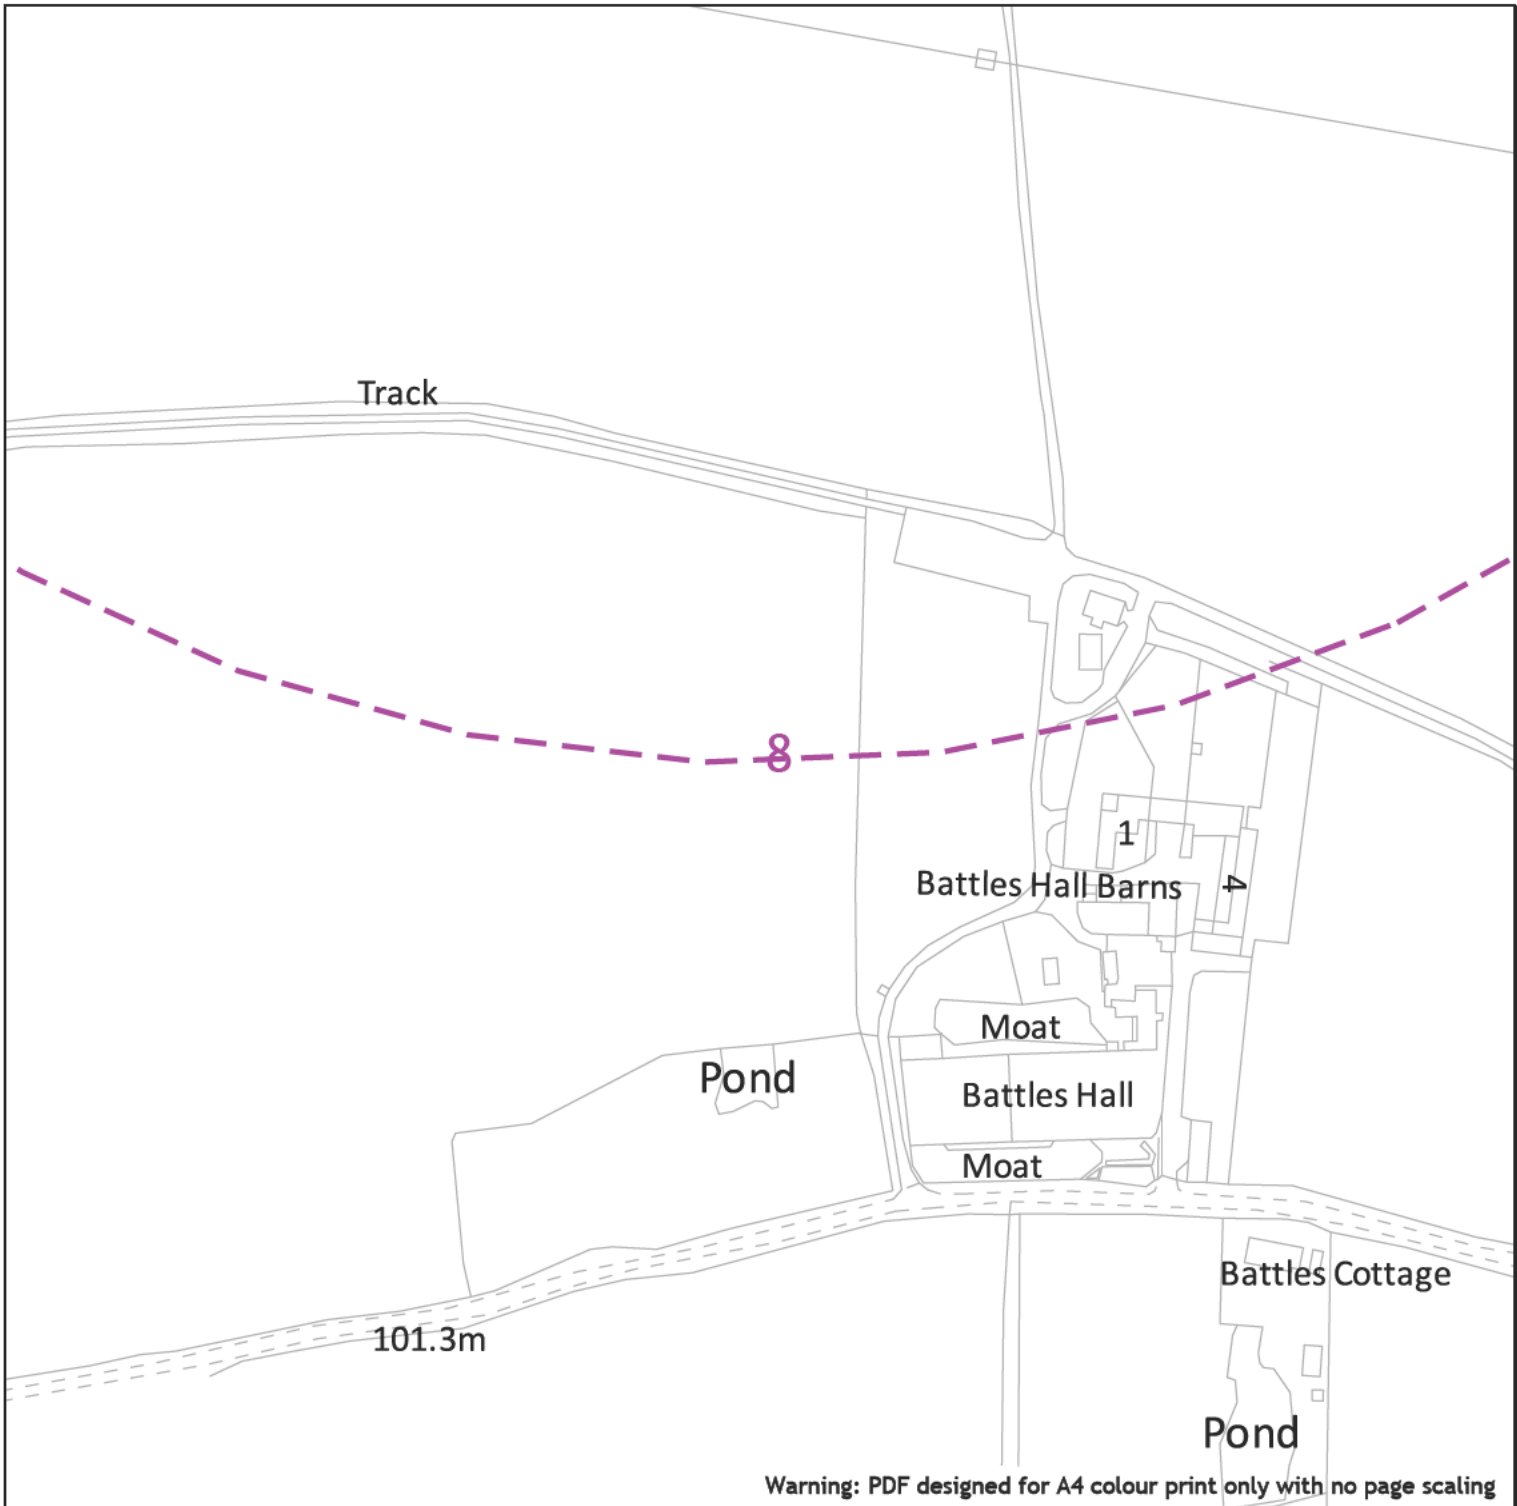 Track
8
1
4
Battles Hall Barns
Moat
Pond
Battles Hall
Moat
Battles Cottage
101.3m
Pond
Warning: PDF designed for A4 colour print only with no page scaling